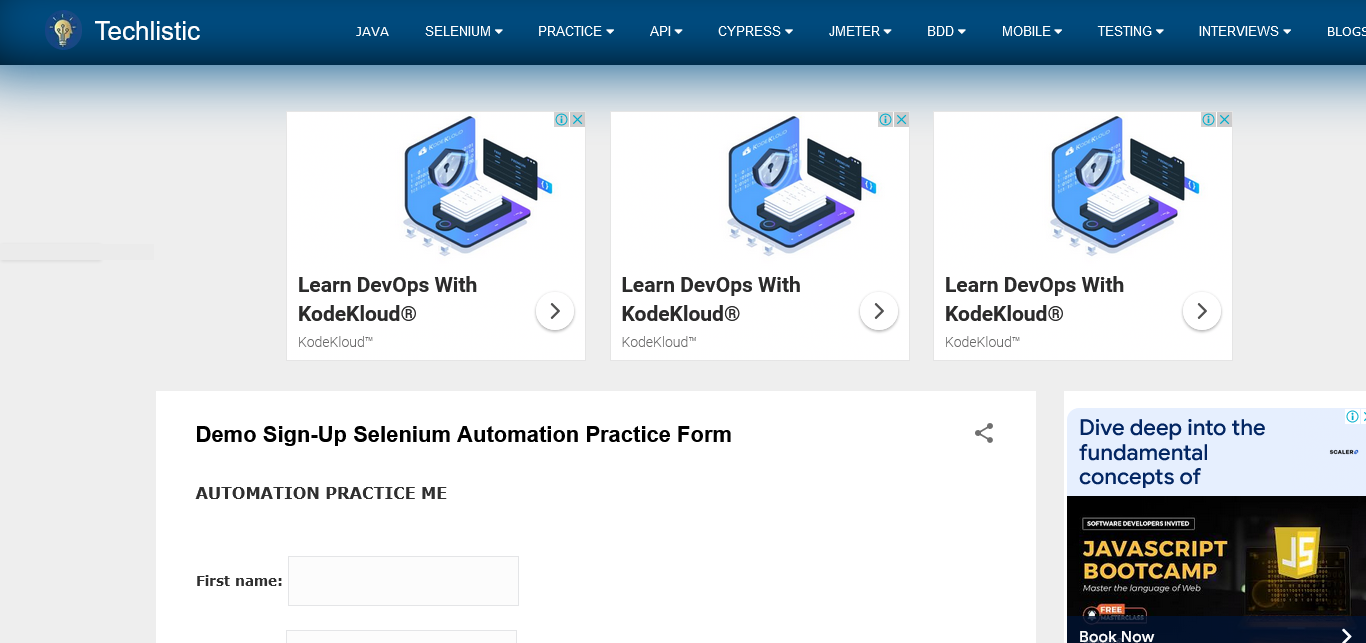 Techlistic
JAVA
SELENIUM
PRACTICE
API
CYPRESS
JMETER
BDD
MOBILE
TESTING
INTERVIEWS
BLOGS
Learn DevOps With
KodeKloud®
KodeKloud™
Learn DevOps With
KodeKloud®
KodeKloud™
Learn DevOps With
KodeKloud®
KodeKloud™
Demo Sign-Up Selenium Automation Practice Form
AUTOMATION PRACTICE ME
First name:
Dive deep into the
fundamental
concepts of
SCALER
SOFTWARE DEVELOPERS INVITED
JAVASCRIPT
BOOTCAMP
Master the language of Web
JS
FREE
MASTERCLASS
Book Now